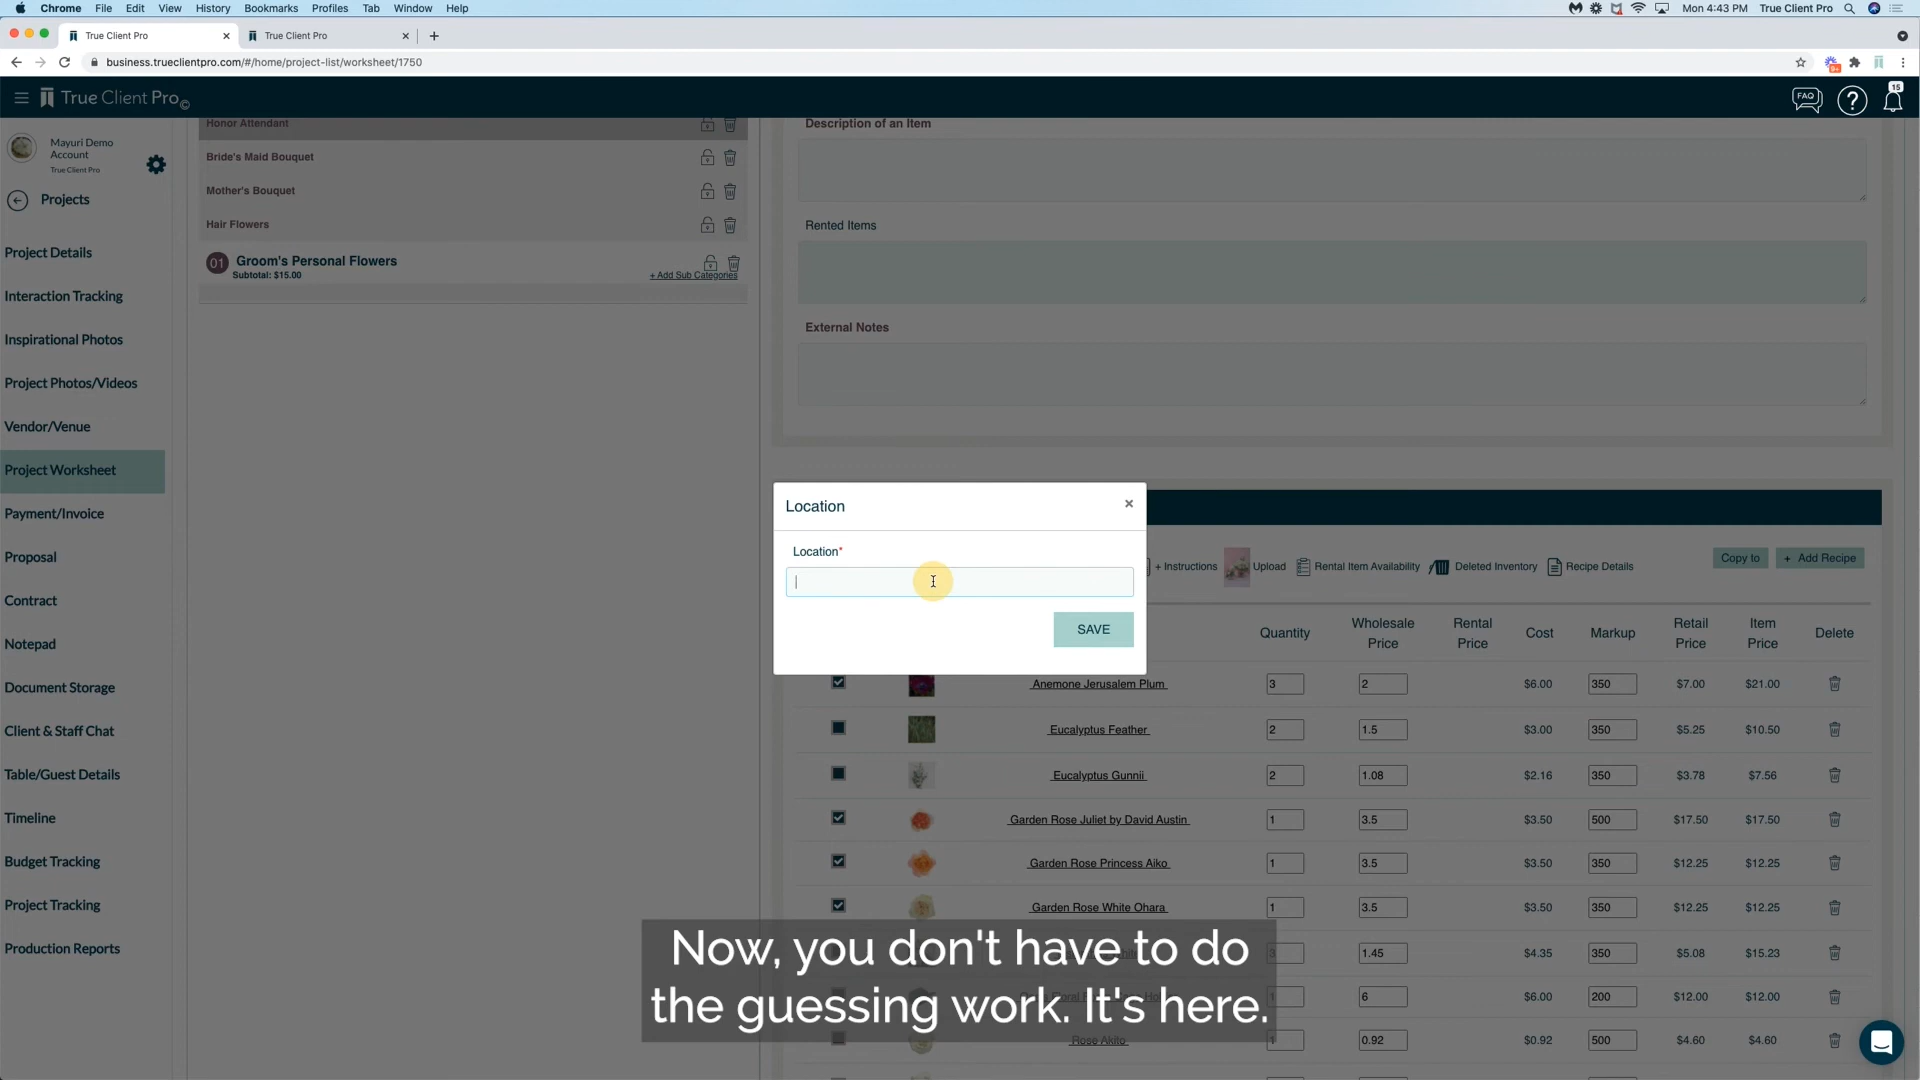 Chrome File Edit View History Bookmarks Profiles Tab Window Help
Mon 4:43 PM True Client Pro
True Client Pro
True Client Pro
business.trueclientpro.com/#/home/project-list/worksheet/1750
9+
True Client Pro©
FAQ ? 15
Mayuri Demo
Account
True Client Pro
Projects
Project Details
Interaction Tracking
Inspirational Photos
Project Photos/Videos
Vendor/Venue
Project Worksheet
Payment/Invoice
Proposal
Contract
Notepad
Document Storage
Client & Staff Chat
Table/Guest Details
Timeline
Budget Tracking
Project Tracking
Production Reports
Honor Attendant
Bride's Maid Bouquet
Mother's Bouquet
Hair Flowers
01 Groom's Personal Flowers
Subtotal: $15.00
+ Add Sub Categories
Description of an Item
Rented Items
External Notes
Location ×
Location*
SAVE
+ Instructions Upload Rental Item Availability Deleted Inventory Recipe Details Copy to + Add Recipe
Quantity Wholesale Price Rental Price Cost Markup Retail Price Item Price Delete
Anemone Jerusalem Plum 3 2 $6.00 350 $7.00 $21.00
Eucalyptus Feather 2 1.5 $3.00 350 $5.25 $10.50
Eucalyptus Gunnii 2 1.08 $2.16 350 $3.78 $7.56
Garden Rose Juliet by David Austin 1 3.5 $3.50 500 $17.50 $17.50
Garden Rose Princess Aiko 1 3.5 $3.50 350 $12.25 $12.25
Garden Rose White Ohara 1 3.5 $3.50 350 $12.25 $12.25
3 1.45 $4.35 350 $5.08 $15.23
1 6 $6.00 200 $12.00 $12.00
Rose Akito 1 0.92 $0.92 500 $4.60 $4.60
Now, you don't have to do
the guessing work. It's here.